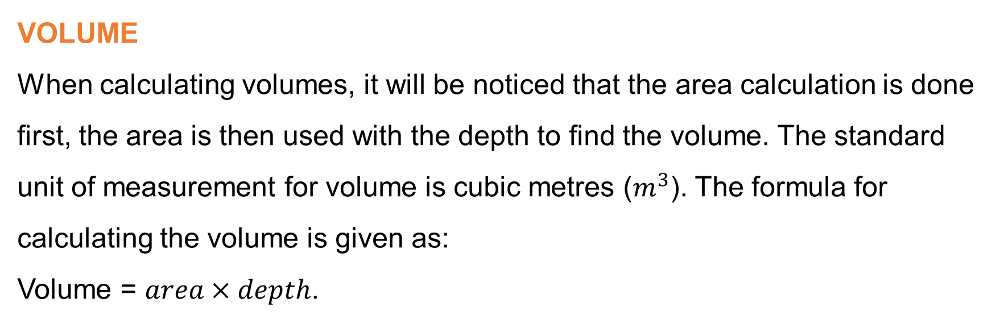 VOLUME
When calculating volumes, it will be noticed that the area calculation is done
first, the area is then used with the depth to find the volume. The standard
unit of measurement for volume is cubic metres (m³). The formula for
calculating the volume is given as:
Volume = area × depth.